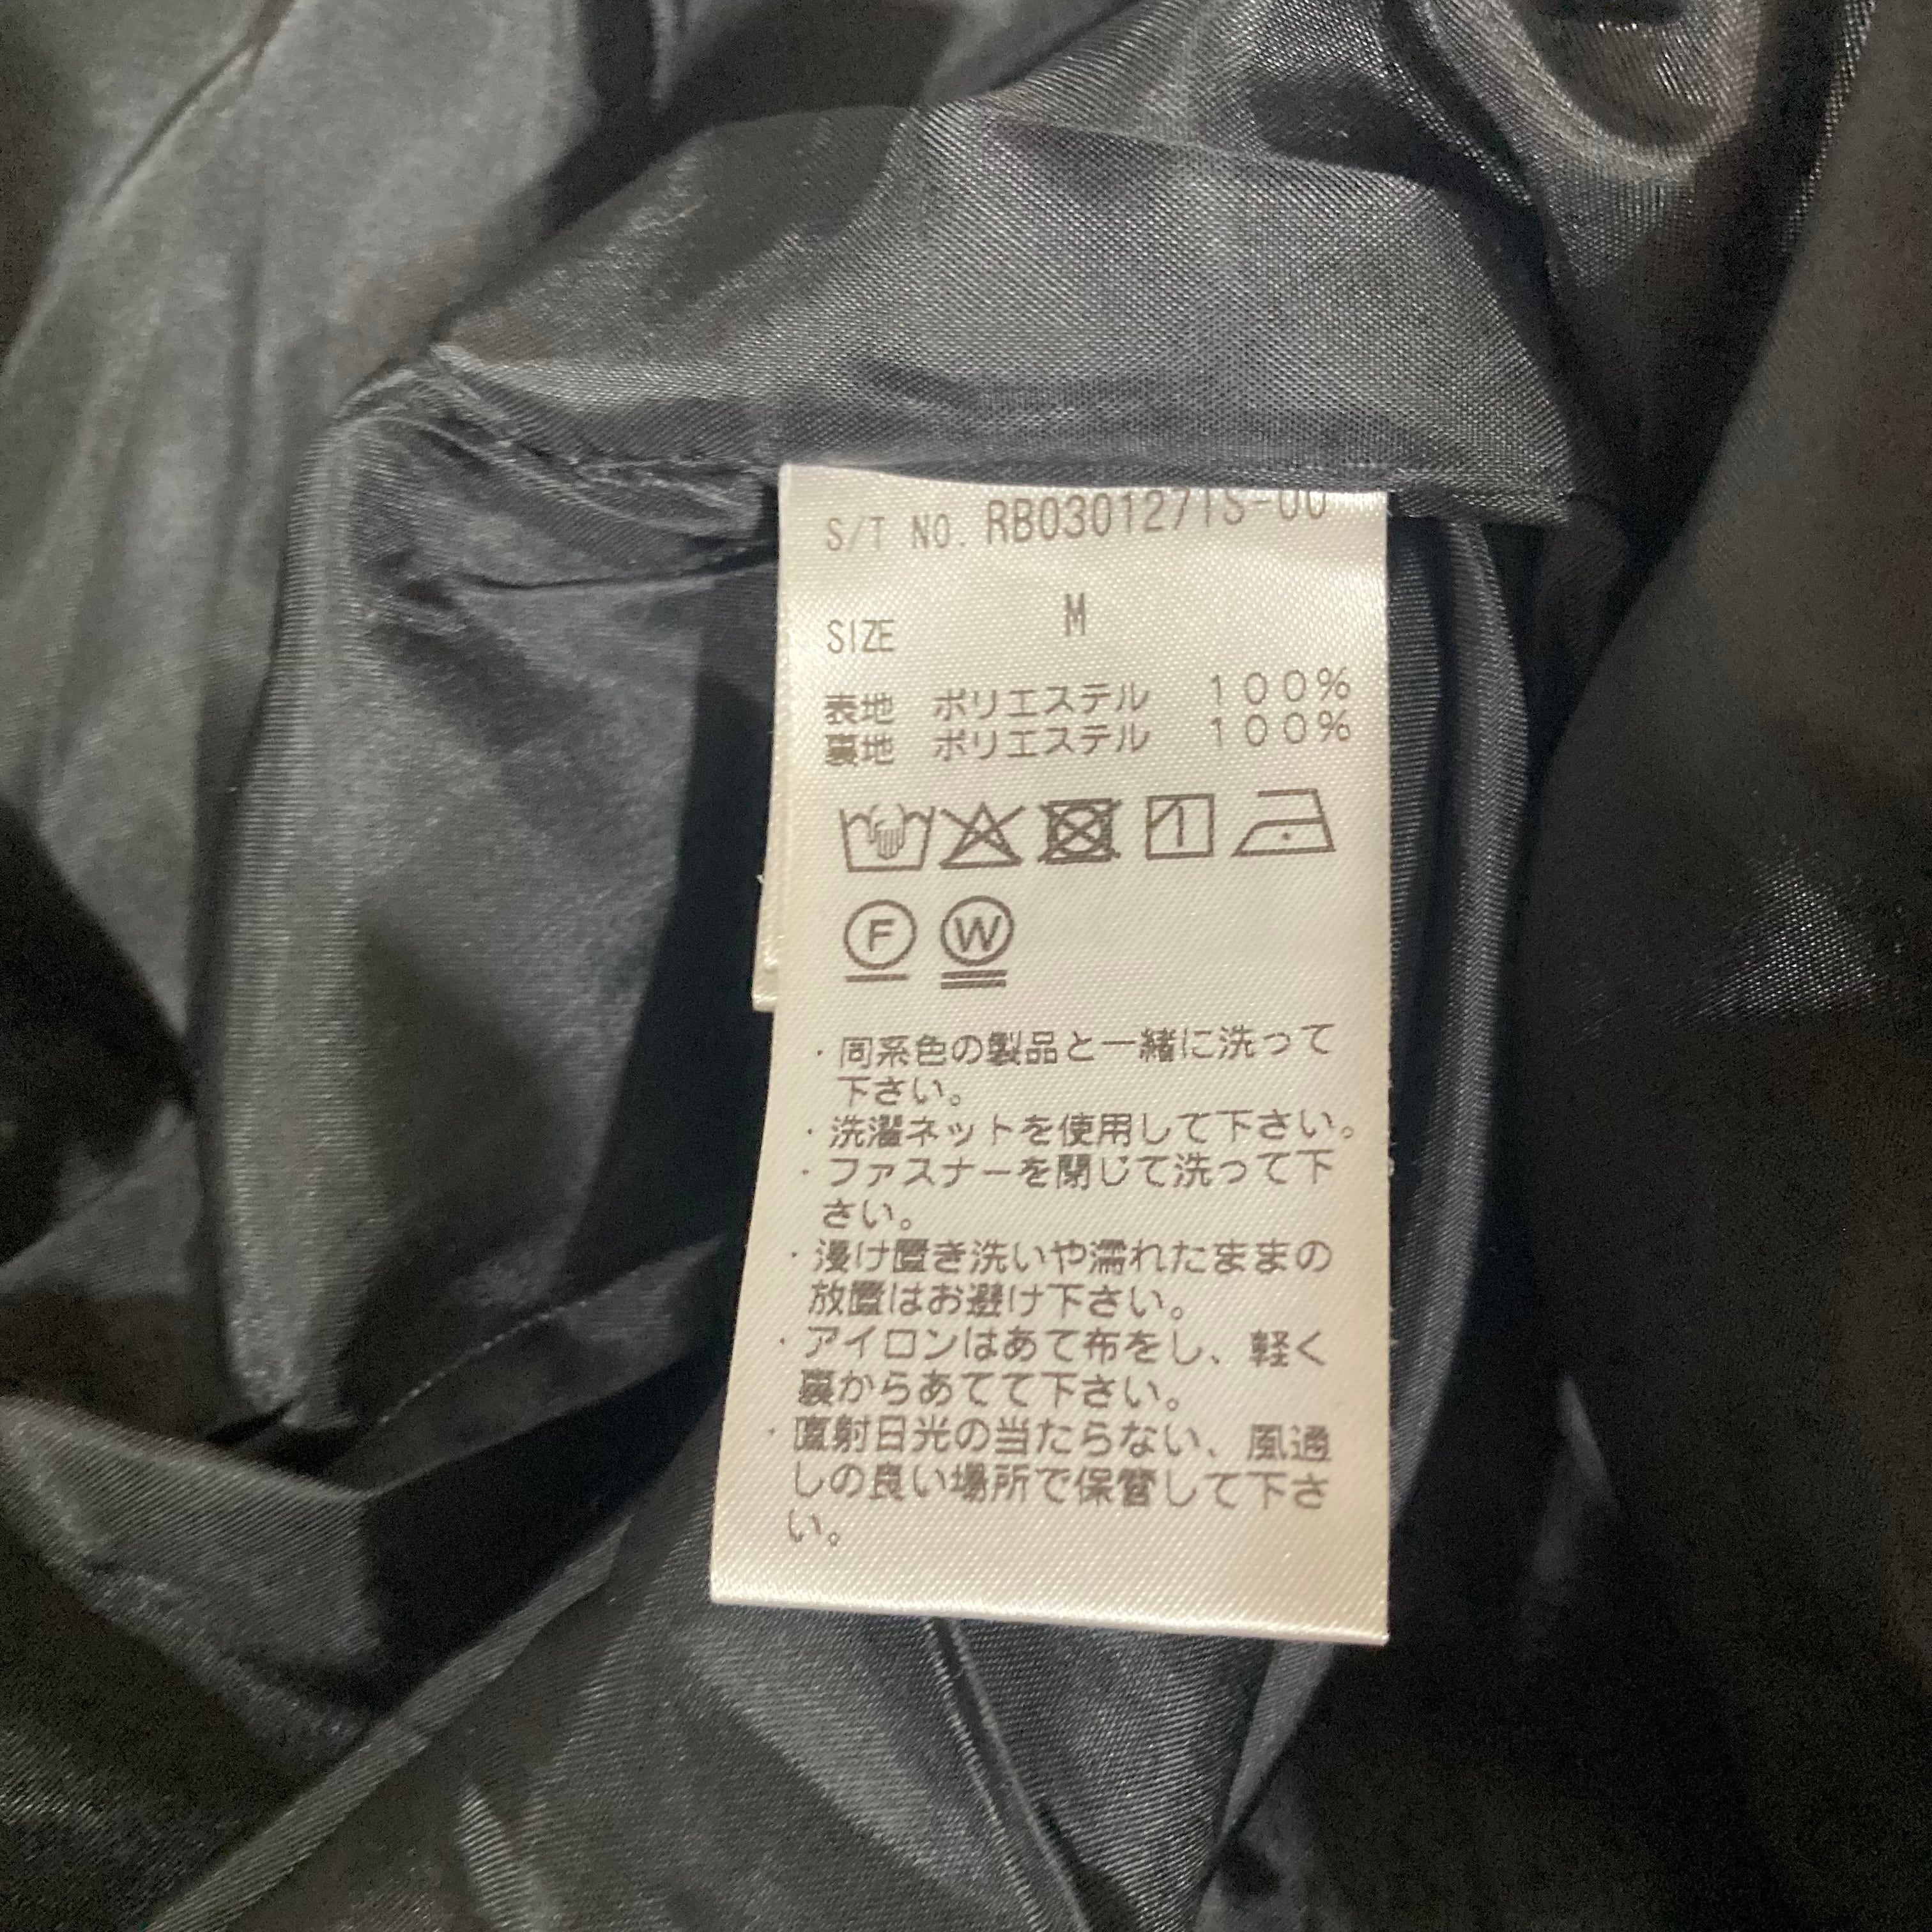 S/T NO. RB0301271S-00
M
SIZE
表地 ポリエステル 100%
裏地 ポリエステル 100%
F W
・同系色の製品と一緒に洗って
下さい。
・洗濯ネットを使用して下さい。
・ファスナーを閉じて洗って下
さい。
・浸け置き洗いや濡れたままの
放置はお避け下さい。
・アイロンはあて布をし、軽く
裏からあてて下さい。
・直射日光の当たらない、風通
しの良い場所で保管して下さ
い。